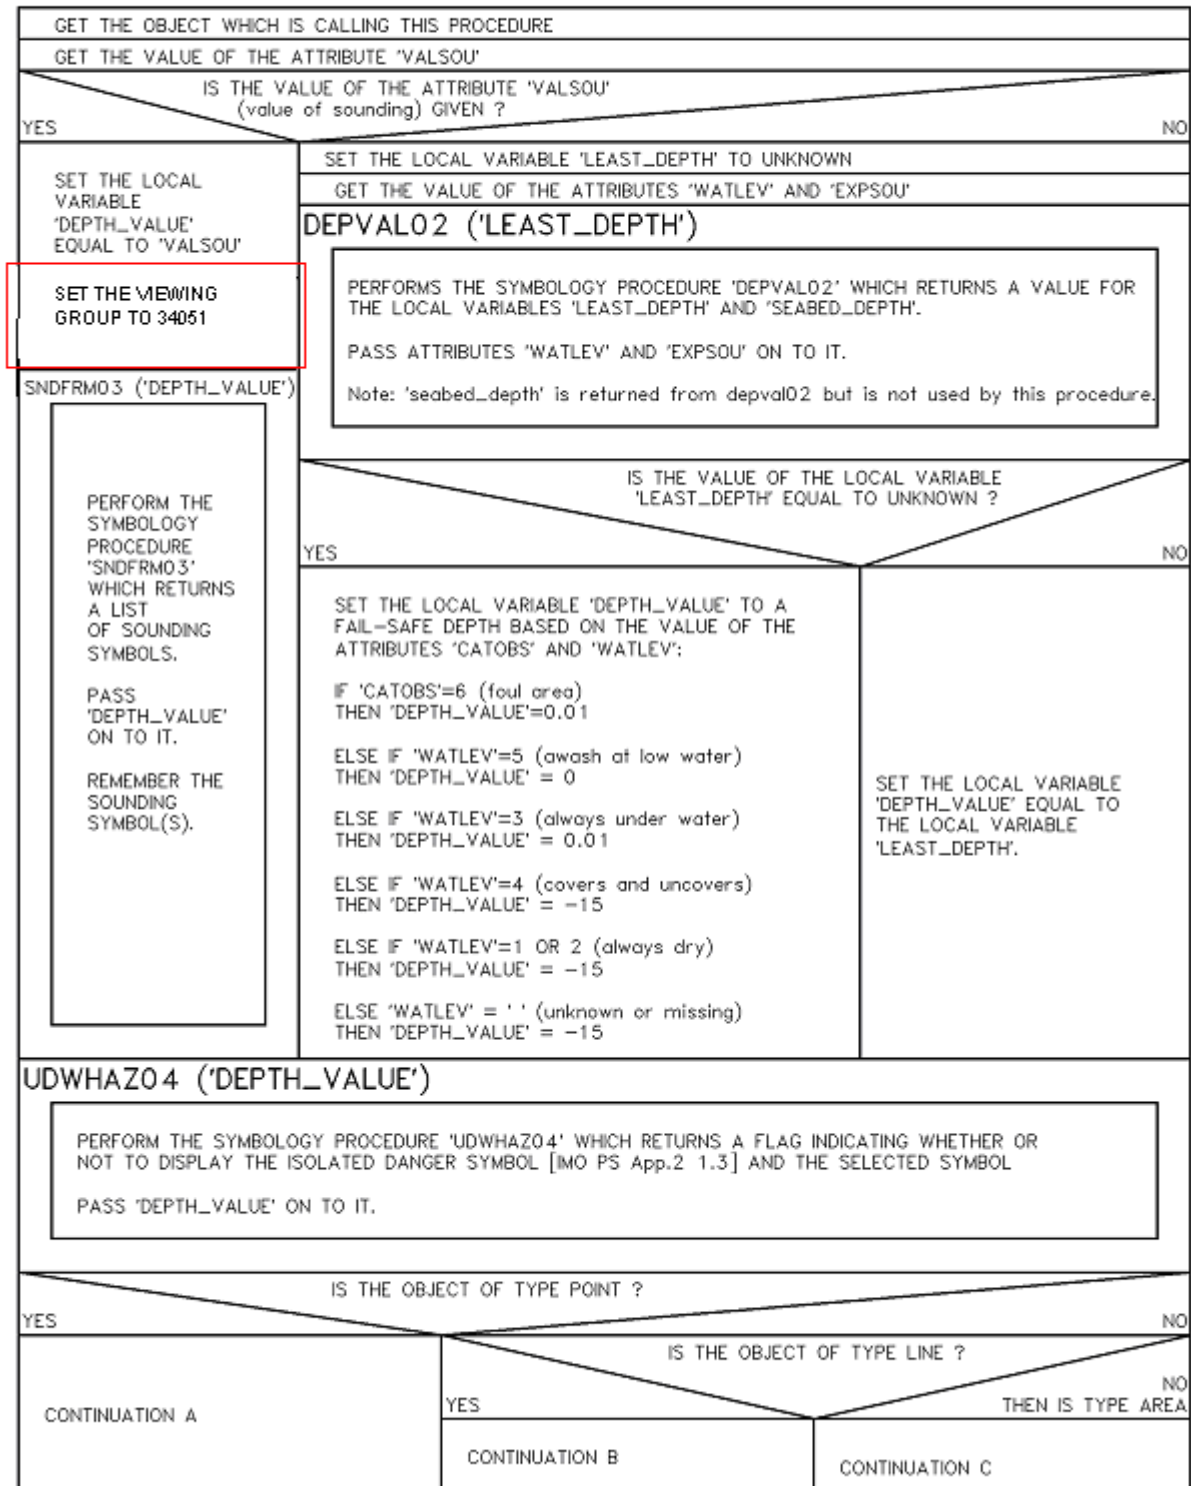 GET THE OBJECT WHICH IS CALLING THIS PROCEDURE
GET THE VALUE OF THE ATTRIBUTE 'VALSOU'
IS THE VALUE OF THE ATTRIBUTE 'VALSOU'
(value of sounding) GIVEN ?
YES
NO
SET THE LOCAL
VARIABLE
'DEPTH_VALUE'
EQUAL TO 'VALSOU'
SET THE VIEWING
GROUP TO 34051
SNDFRM03 ('DEPTH_VALUE')
PERFORM THE
SYMBOLOGY
PROCEDURE
'SNDFRM03'
WHICH RETURNS
A LIST
OF SOUNDING
SYMBOLS.
PASS
'DEPTH_VALUE'
ON TO IT.
REMEMBER THE
SOUNDING
SYMBOL(S).
SET THE LOCAL VARIABLE 'LEAST_DEPTH' TO UNKNOWN
GET THE VALUE OF THE ATTRIBUTES 'WATLEV' AND 'EXPSOU'
DEPVAL02 ('LEAST_DEPTH')
PERFORMS THE SYMBOLOGY PROCEDURE 'DEPVAL02' WHICH RETURNS A VALUE FOR
THE LOCAL VARIABLES 'LEAST_DEPTH' AND 'SEABED_DEPTH'.
PASS ATTRIBUTES 'WATLEV' AND 'EXPSOU' ON TO IT.
Note: 'seabed_depth' is returned from depval02 but is not used by this procedure.
IS THE VALUE OF THE LOCAL VARIABLE
'LEAST_DEPTH' EQUAL TO UNKNOWN ?
YES
NO
SET THE LOCAL VARIABLE 'DEPTH_VALUE' TO A
FAIL-SAFE DEPTH BASED ON THE VALUE OF THE
ATTRIBUTES 'CATOBS' AND 'WATLEV':
IF 'CATOBS'=6 (foul area)
THEN 'DEPTH_VALUE'=0.01
ELSE IF 'WATLEV'=5 (awash at low water)
THEN 'DEPTH_VALUE' = 0
ELSE IF 'WATLEV'=3 (always under water)
THEN 'DEPTH_VALUE' = 0.01
ELSE IF 'WATLEV'=4 (covers and uncovers)
THEN 'DEPTH_VALUE' = -15
ELSE IF 'WATLEV'=1 OR 2 (always dry)
THEN 'DEPTH_VALUE' = -15
ELSE 'WATLEV' = ' ' (unknown or missing)
THEN 'DEPTH_VALUE' = -15
SET THE LOCAL VARIABLE
'DEPTH_VALUE' EQUAL TO
THE LOCAL VARIABLE
'LEAST_DEPTH'.
UDWHAZ04 ('DEPTH_VALUE')
PERFORM THE SYMBOLOGY PROCEDURE 'UDWHAZ04' WHICH RETURNS A FLAG INDICATING WHETHER OR
NOT TO DISPLAY THE ISOLATED DANGER SYMBOL [IMO PS App.2 1.3] AND THE SELECTED SYMBOL
PASS 'DEPTH_VALUE' ON TO IT.
IS THE OBJECT OF TYPE POINT ?
YES
NO
IS THE OBJECT OF TYPE LINE ?
YES
NO
THEN IS TYPE AREA
CONTINUATION A
CONTINUATION B
CONTINUATION C